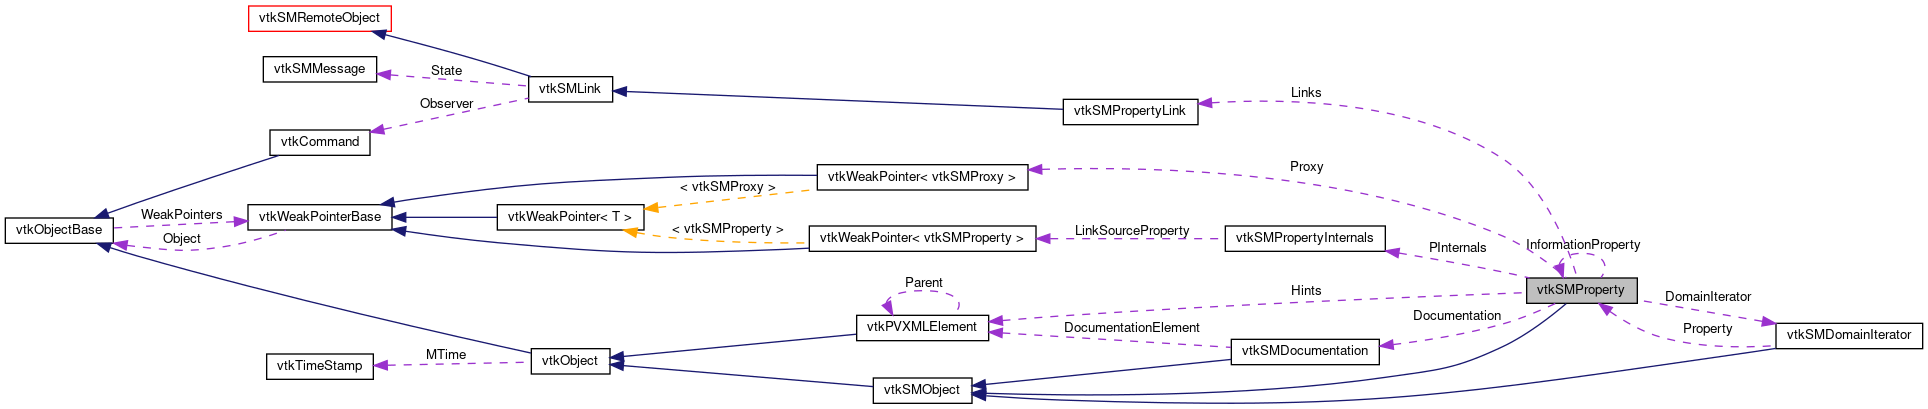 vtkSMRemoteObject
vtkSMMessage
State
vtkSMLink
Observer
vtkCommand
Links
vtkSMPropertyLink
Proxy
vtkWeakPointer< vtkSMProxy >
< vtkSMProxy >
WeakPointers
vtkObjectBase
Object
vtkWeakPointerBase
vtkWeakPointer< T >
< vtkSMProperty >
vtkWeakPointer< vtkSMProperty >
LinkSourceProperty
vtkSMPropertyInternals
PInternals
InformationProperty
vtkSMProperty
Parent
vtkPVXMLElement
Hints
DocumentationElement
Documentation
DomainIterator
Property
vtkSMDomainIterator
vtkSMDocumentation
MTime
vtkTimeStamp
vtkObject
vtkSMObject